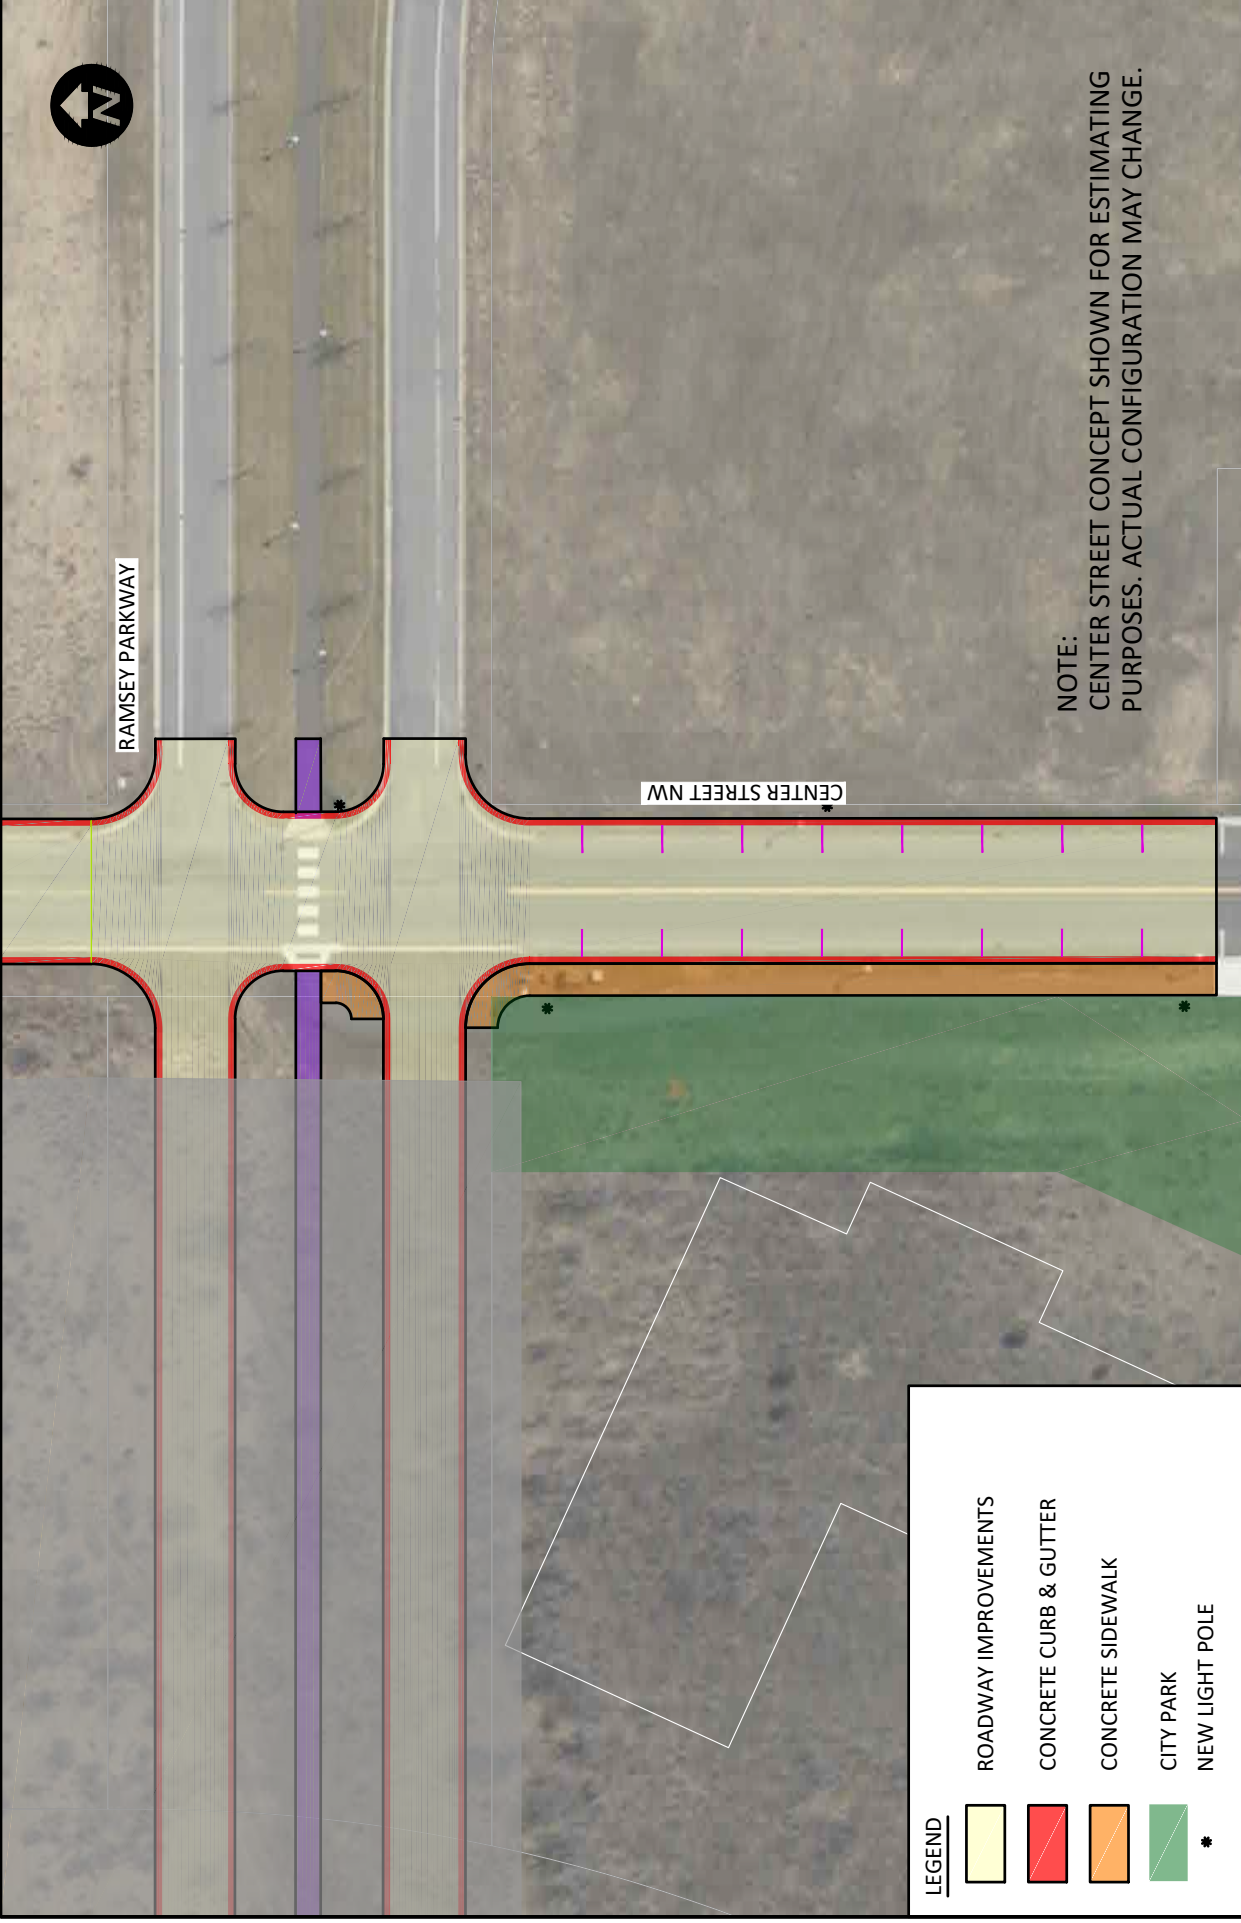 N
RAMSEY PARKWAY
CENTER STREET NW
NOTE:
CENTER STREET CONCEPT SHOWN FOR ESTIMATING
PURPOSES. ACTUAL CONFIGURATION MAY CHANGE.
LEGEND
ROADWAY IMPROVEMENTS
CONCRETE CURB & GUTTER
CONCRETE SIDEWALK
CITY PARK
NEW LIGHT POLE